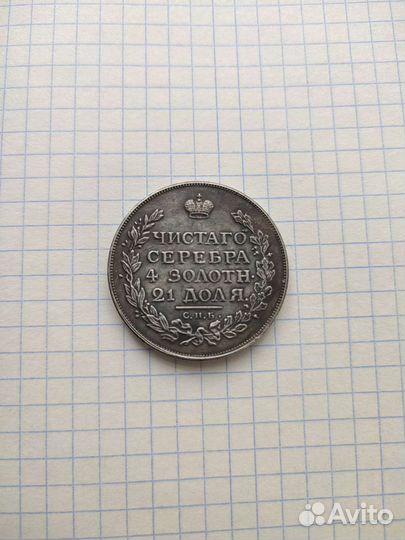 ЧИСТАГО
СЕРЕБРА
4 ЗОЛОТН.
21 ДОЛЯ.
С.П.Б.
Avito